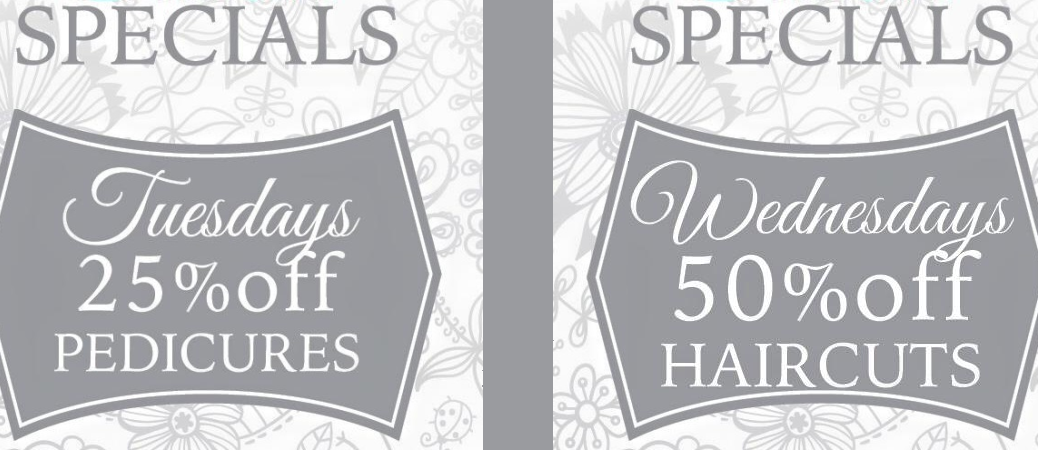 SPECIALS
Tuesdays
25%off
PEDICURES
SPECIALS
Wednesdays
50%off
HAIRCUTS